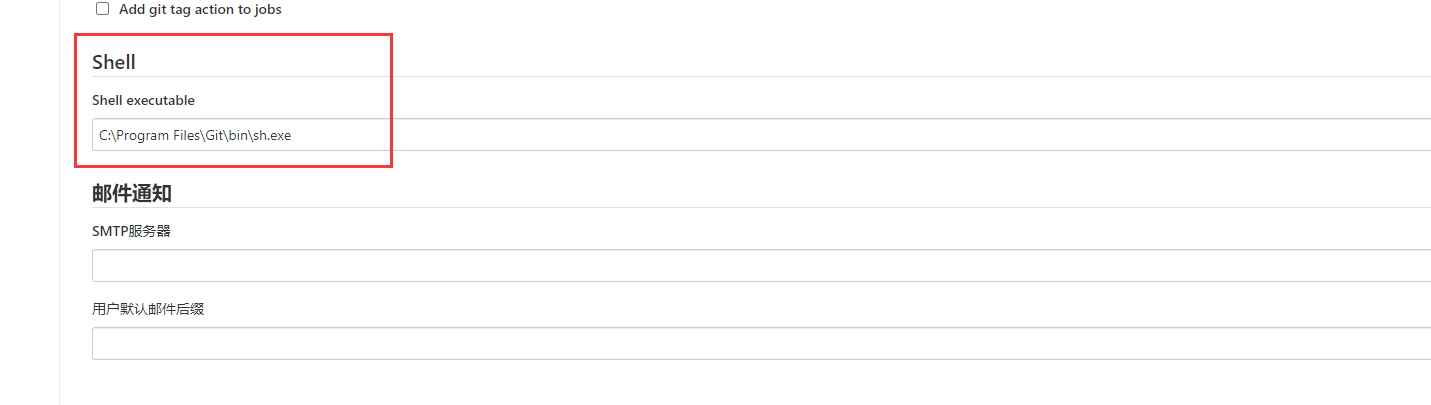 Add git tag action to jobs
Shell
Shell executable
C:\Program Files\Git\bin\sh.exe
邮件通知
SMTP服务器
用户默认邮件后缀